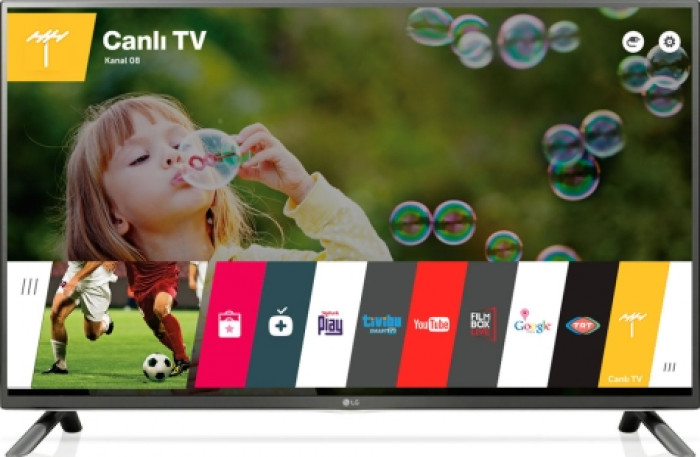 Canlı TV
Kanal 08
Play
tivibu
YouTube
FILM
BOX
Google
TRT
Canlı TV
LG